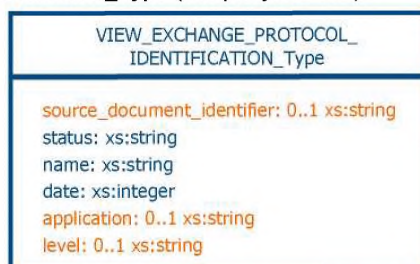 VIEW_EXCHANGE_PROTOCOL_
IDENTIFICATION_Type
source_document_identifier: 0..1 xs:string
status: xs:string
name: xs:string
date: xs:integer
application: 0..1 xs:string
level: 0..1 xs:string